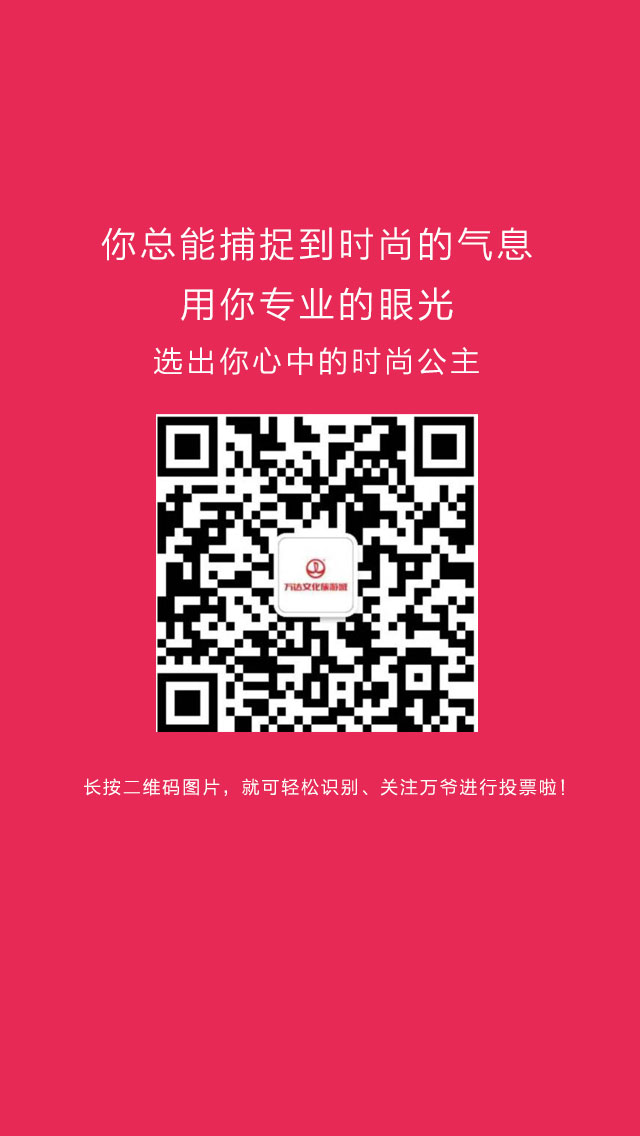 你总能捕捉到时尚的气息
用你专业的眼光
选出你心中的时尚公主
万达文化旅游城
长按二维码图片，就可轻松识别、关注万爷进行投票啦！